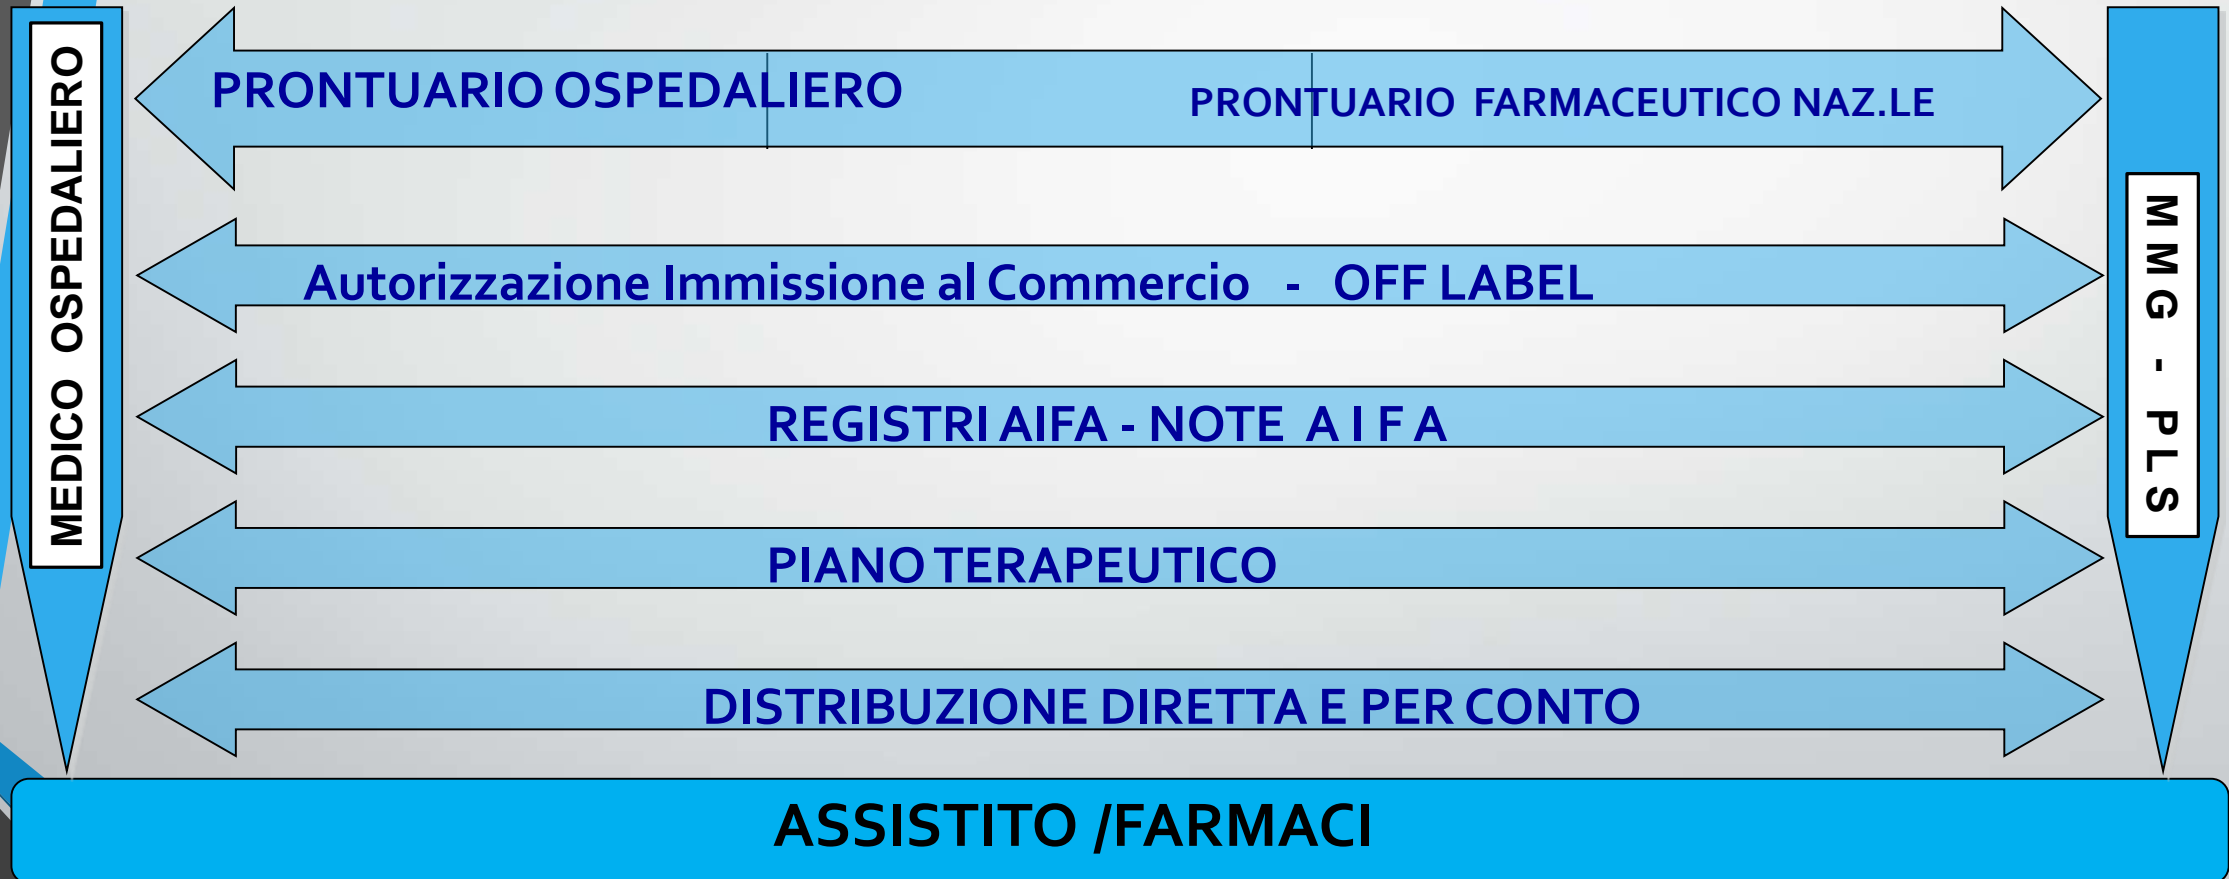 MEDICO OSPEDALIERO
PRONTUARIO OSPEDALIERO
PRONTUARIO FARMACEUTICO NAZ.LE
Autorizzazione Immissione al Commercio - OFF LABEL
REGISTRI AIFA - NOTE A I F A
PIANO TERAPEUTICO
DISTRIBUZIONE DIRETTA E PER CONTO
M M G - P L S
ASSISTITO /FARMACI